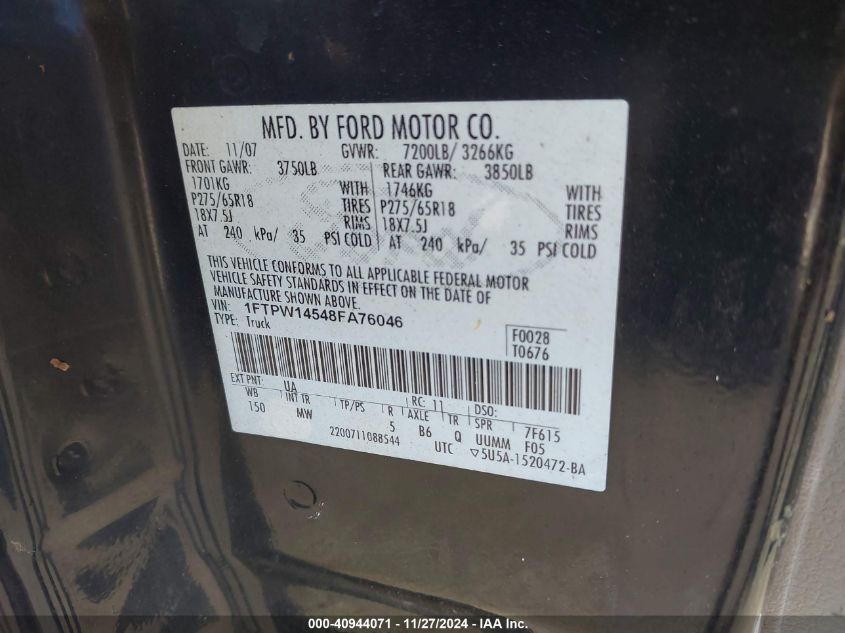 MFD. BY FORD MOTOR CO.
DATE: 11/07 GVWR: 7200LB/ 3266KG
FRONT GAWR: 3750LB REAR GAWR: 3850LB
1701KG WITH 1746KG WITH
P275/65R18 TIRES P275/65R18 TIRES
18X7.5J RIMS 18X7.5J RIMS
AT 240 kPa/ 35 PSI COLD AT 240 kPa/ 35 PSI COLD
THIS VEHICLE CONFORMS TO ALL APPLICABLE FEDERAL MOTOR
VEHICLE SAFETY STANDARDS IN EFFECT ON THE DATE OF
MANUFACTURE SHOWN ABOVE.
VIN: 1FTPW14548FA76046
TYPE: Truck
F0028
T0676
EXT PNT: UA RC: 11 DSO:
WB INT TR TP/PS R AXLE TR SPR 7F615
150 MW 5 B6 Q UUMM F05
2200711088544 UTC ▽5U5A-1520472-BA
000-40944071 - 11/27/2024 - IAAI.com